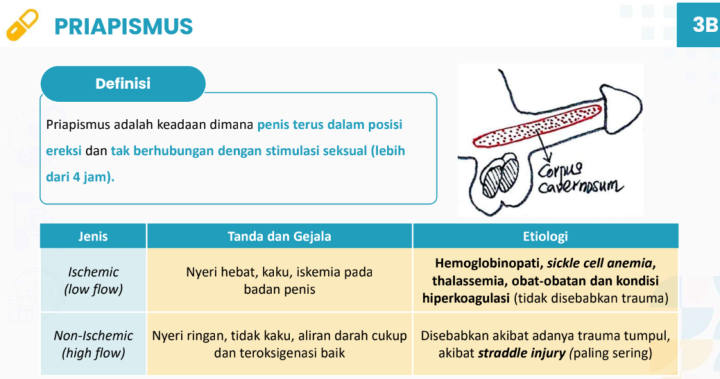 PRIAPISMUS
3B
Definisi
Priapismus adalah keadaan dimana penis terus dalam posisi
ereksi dan tak berhubungan dengan stimulasi seksual (lebih
dari 4 jam).
Corpus
cavernosum
Jenis
Tanda dan Gejala
Etiologi
Ischemic
(low flow)
Nyeri hebat, kaku, iskemia pada
badan penis
Hemoglobinopati, sickle cell anemia,
thalassemia, obat-obatan dan kondisi
hiperkoagulasi (tidak disebabkan trauma)
Non-Ischemic
(high flow)
Nyeri ringan, tidak kaku, aliran darah cukup
dan teroksigenasi baik
Disebabkan akibat adanya trauma tumpul,
akibat straddle injury (paling sering)